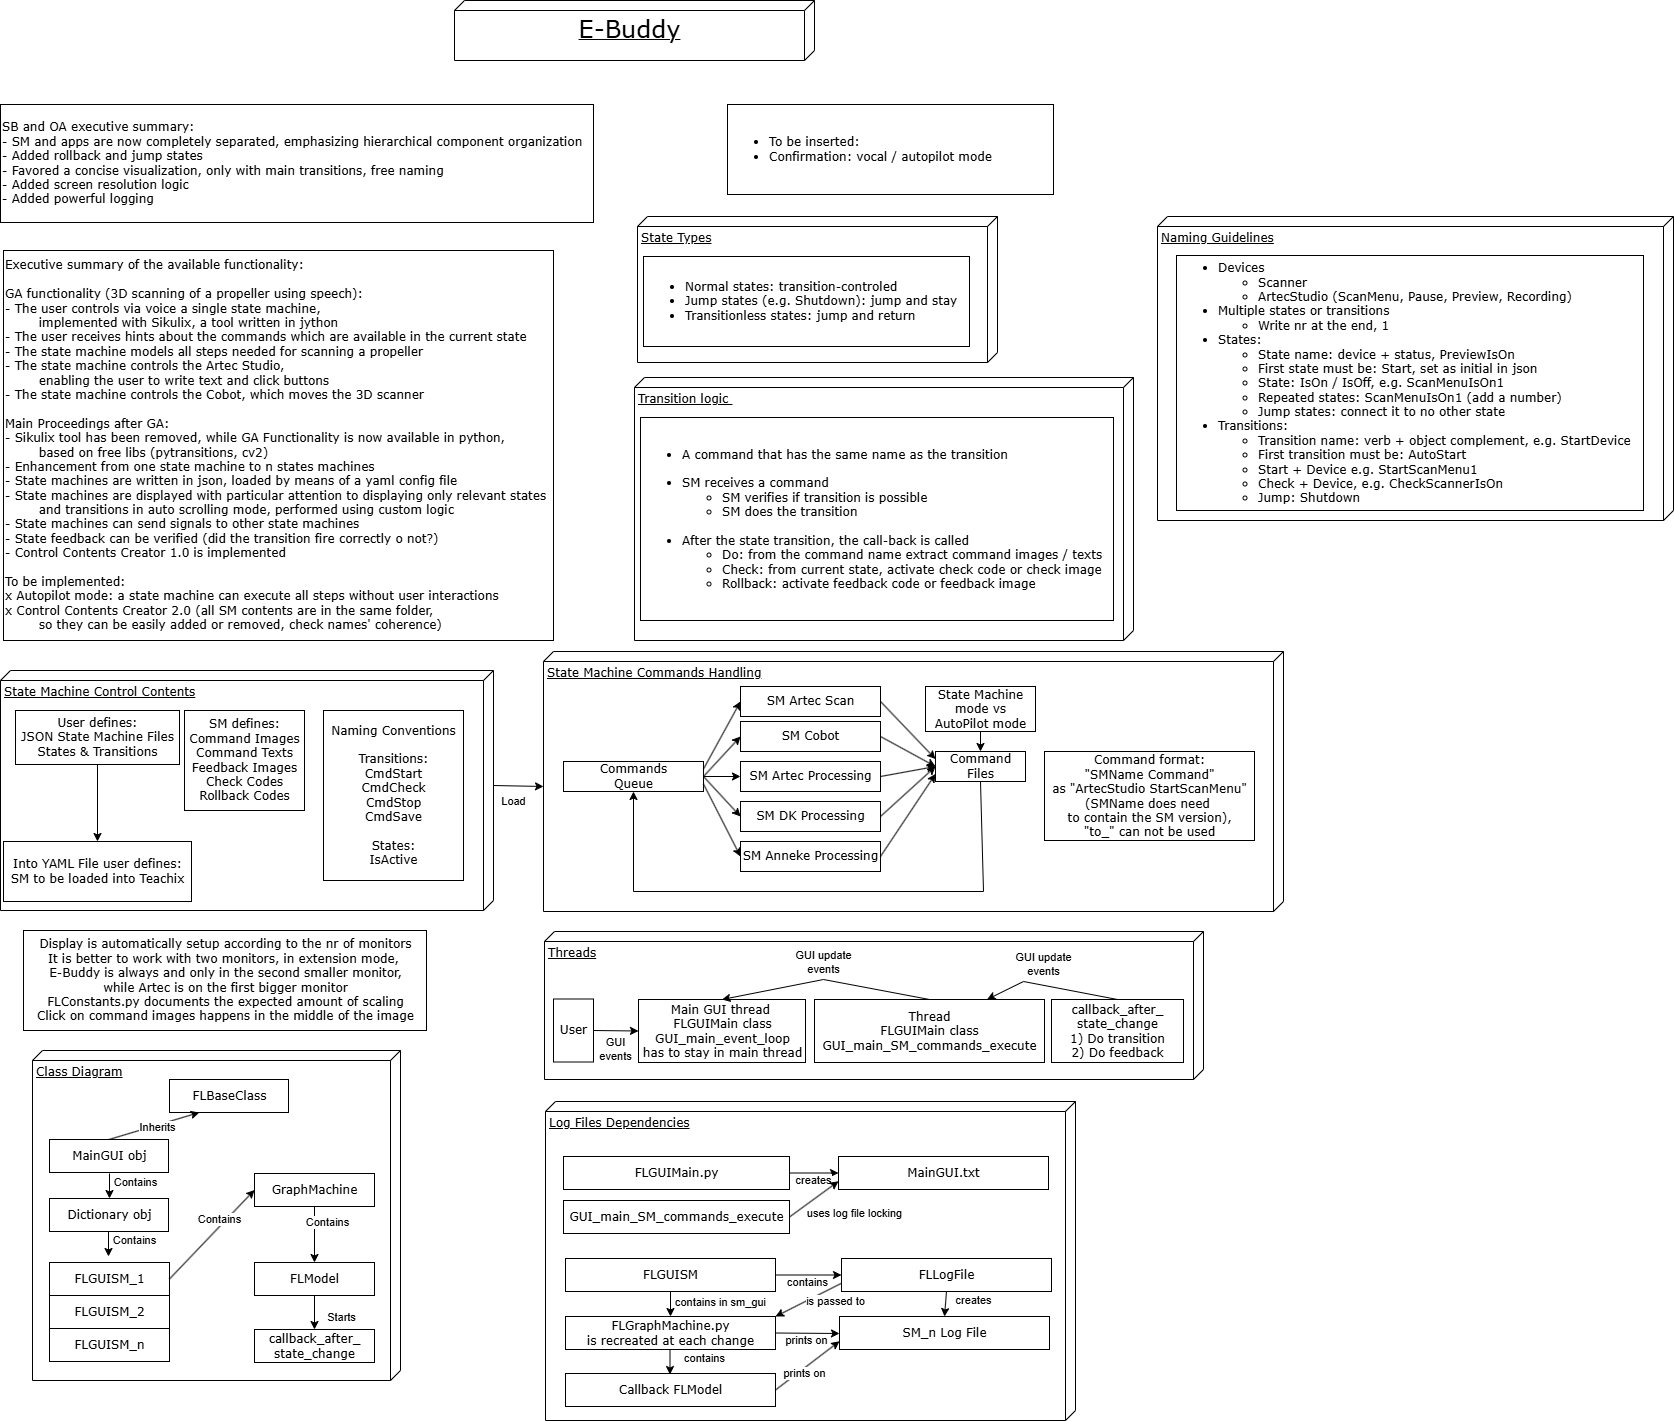 E-Buddy
SB and OA executive summary:
- SM and apps are now completely separated, emphasizing hierarchical component organization
- Added rollback and jump states
- Favored a concise visualization, only with main transitions, free naming
- Added screen resolution logic
- Added powerful logging
• To be inserted:
• Confirmation: vocal / autopilot mode
Executive summary of the available functionality:
GA functionality (3D scanning of a propeller using speech):
- The user controls via voice a single state machine,
implemented with Sikulix, a tool written in jython
- The user receives hints about the commands which are available in the current state
- The state machine models all steps needed for scanning a propeller
- The state machine controls the Artec Studio,
enabling the user to write text and click buttons
- The state machine controls the Cobot, which moves the 3D scanner
Main Proceedings after GA:
- Sikulix tool has been removed, while GA Functionality is now available in python,
based on free libs (pytransitions, cv2)
- Enhancement from one state machine to n states machines
- State machines are written in json, loaded by means of a yaml config file
- State machines are displayed with particular attention to displaying only relevant states
and transitions in auto scrolling mode, performed using custom logic
- State machines can send signals to other state machines
- State feedback can be verified (did the transition fire correctly o not?)
- Control Contents Creator 1.0 is implemented
To be implemented:
x Autopilot mode: a state machine can execute all steps without user interactions
x Control Contents Creator 2.0 (all SM contents are in the same folder,
so they can be easily added or removed, check names' coherence)
State Types
• Normal states: transition-controled
• Jump states (e.g. Shutdown): jump and stay
• Transitionless states: jump and return
Transition logic
• A command that has the same name as the transition
• SM receives a command
◦ SM verifies if transition is possible
◦ SM does the transition
• After the state transition, the call-back is called
◦ Do: from the command name extract command images / texts
◦ Check: from current state, activate check code or check image
◦ Rollback: activate feedback code or feedback image
Naming Guidelines
• Devices
◦ Scanner
◦ ArtecStudio (ScanMenu, Pause, Preview, Recording)
• Multiple states or transitions
◦ Write nr at the end, 1
• States:
◦ State name: device + status, PreviewIsOn
◦ First state must be: Start, set as initial in json
◦ State: IsOn / IsOff, e.g. ScanMenuIsOn1
◦ Repeated states: ScanMenuIsOn1 (add a number)
◦ Jump states: connect it to no other state
• Transitions:
◦ Transition name: verb + object complement, e.g. StartDevice
◦ First transition must be: AutoStart
◦ Start + Device e.g. StartScanMenu1
◦ Check + Device, e.g. CheckScannerIsOn
◦ Jump: Shutdown
State Machine Control Contents
User defines:
JSON State Machine Files
States & Transitions
SM defines:
Command Images
Command Texts
Feedback Images
Check Codes
Rollback Codes
Naming Conventions
Transitions:
CmdStart
CmdCheck
CmdStop
CmdSave
States:
IsActive
Into YAML File user defines:
SM to be loaded into Teachix
Load
State Machine Commands Handling
Commands
Queue
SM Artec Scan
SM Cobot
SM Artec Processing
SM DK Processing
SM Anneke Processing
State Machine
mode vs
AutoPilot mode
Command
Files
Command format:
"SMName Command"
as "ArtecStudio StartScanMenu"
(SMName does need
to contain the SM version),
"to_" can not be used
Display is automatically setup according to the nr of monitors
It is better to work with two monitors, in extension mode,
E-Buddy is always and only in the second smaller monitor,
while Artec is on the first bigger monitor
FLConstants.py documents the expected amount of scaling
Click on command images happens in the middle of the image
Threads
GUI update
events
GUI update
events
User
GUI
events
Main GUI thread
FLGUIMain class
GUI_main_event_loop
has to stay in main thread
Thread
FLGUIMain class
GUI_main_SM_commands_execute
callback_after_
state_change
1) Do transition
2) Do feedback
Class Diagram
FLBaseClass
Inherits
MainGUI obj
Contains
Dictionary obj
Contains
FLGUISM_1
FLGUISM_2
FLGUISM_n
Contains
GraphMachine
Contains
FLModel
Starts
callback_after_
state_change
Log Files Dependencies
FLGUIMain.py
creates
MainGUI.txt
GUI_main_SM_commands_execute
uses log file locking
FLGUISM
contains
FLLogFile
contains in sm_gui
is passed to
creates
FLGraphMachine.py
is recreated at each change
prints on
SM_n Log File
contains
prints on
Callback FLModel